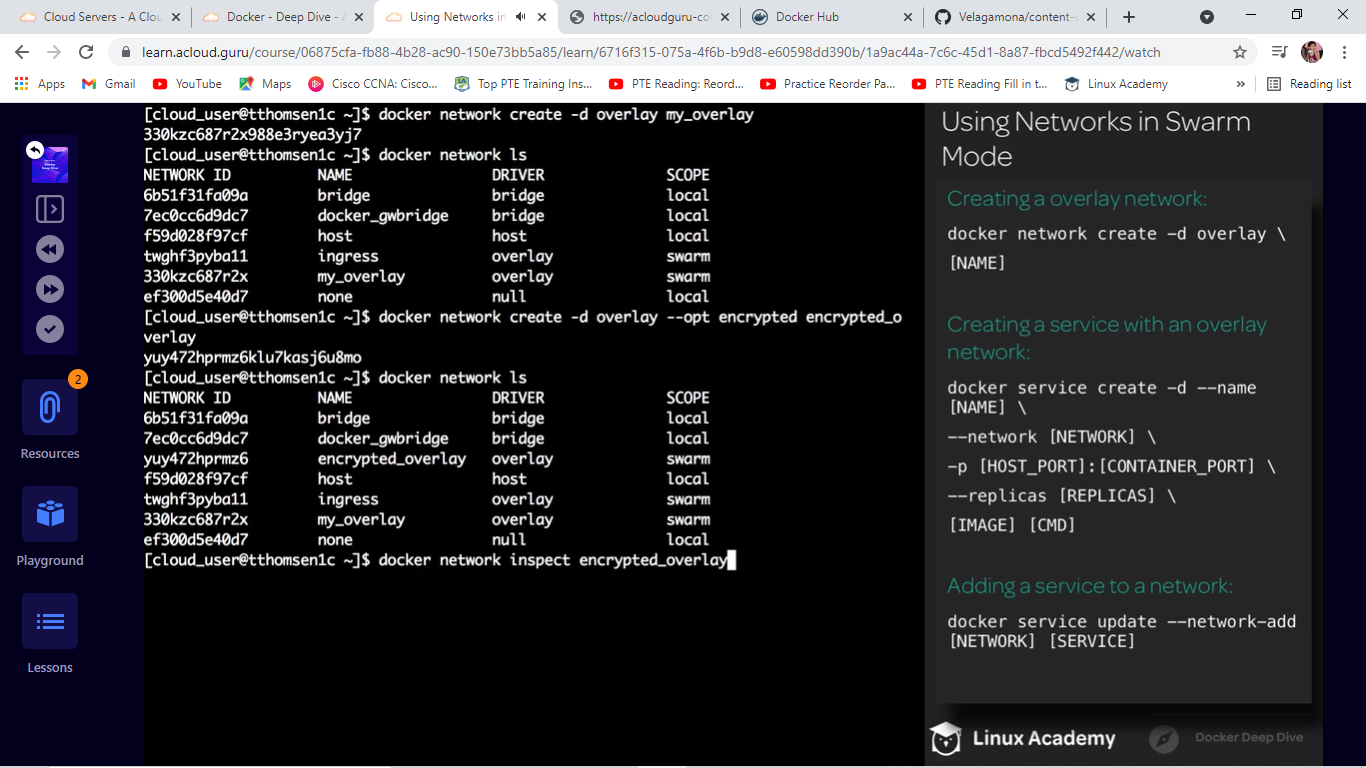 Cloud Servers - A Clou
Docker - Deep Dive - A
Using Networks in
https://acloudguru-co
Docker Hub
Velagamona/content-
learn.acloud.guru/course/06875cfa-fb88-4b28-ac90-150e73bb5a85/learn/6716f315-075a-4f6b-b9d8-e60598dd390b/1a9ac44a-7c6c-45d1-8a87-fbcd5492f442/watch
Apps
Gmail
YouTube
Maps
Cisco CCNA: Cisco...
Top PTE Training Ins...
PTE Reading: Reord...
Practice Reorder Pa...
PTE Reading Fill in t...
Linux Academy
»
Reading list
2
Resources
Playground
Lessons
[cloud_user@tthomsen1c ~]$ docker network create -d overlay my_overlay
330kzc687r2x988e3ryea3yj7
[cloud_user@tthomsen1c ~]$ docker network ls
NETWORK ID NAME DRIVER SCOPE
6b51f31fa09a bridge bridge local
7ec0cc6d9dc7 docker_gwbridge bridge local
f59d028f97cf host host local
twghf3pyba11 ingress overlay swarm
330kzc687r2x my_overlay overlay swarm
ef300d5e40d7 none null local
[cloud_user@tthomsen1c ~]$ docker network create -d overlay --opt encrypted encrypted_o
verlay
yuy472hprmz6klu7kasj6u8mo
[cloud_user@tthomsen1c ~]$ docker network ls
NETWORK ID NAME DRIVER SCOPE
6b51f31fa09a bridge bridge local
7ec0cc6d9dc7 docker_gwbridge bridge local
yuy472hprmz6 encrypted_overlay overlay swarm
f59d028f97cf host host local
twghf3pyba11 ingress overlay swarm
330kzc687r2x my_overlay overlay swarm
ef300d5e40d7 none null local
[cloud_user@tthomsen1c ~]$ docker network inspect encrypted_overlay
Using Networks in Swarm
Mode
Creating a overlay network:
docker network create -d overlay \
[NAME]
Creating a service with an overlay
network:
docker service create -d --name
[NAME] \
--network [NETWORK] \
-p [HOST_PORT]:[CONTAINER_PORT] \
--replicas [REPLICAS] \
[IMAGE] [CMD]
Adding a service to a network:
docker service update --network-add
[NETWORK] [SERVICE]
Linux Academy
Docker Deep Dive